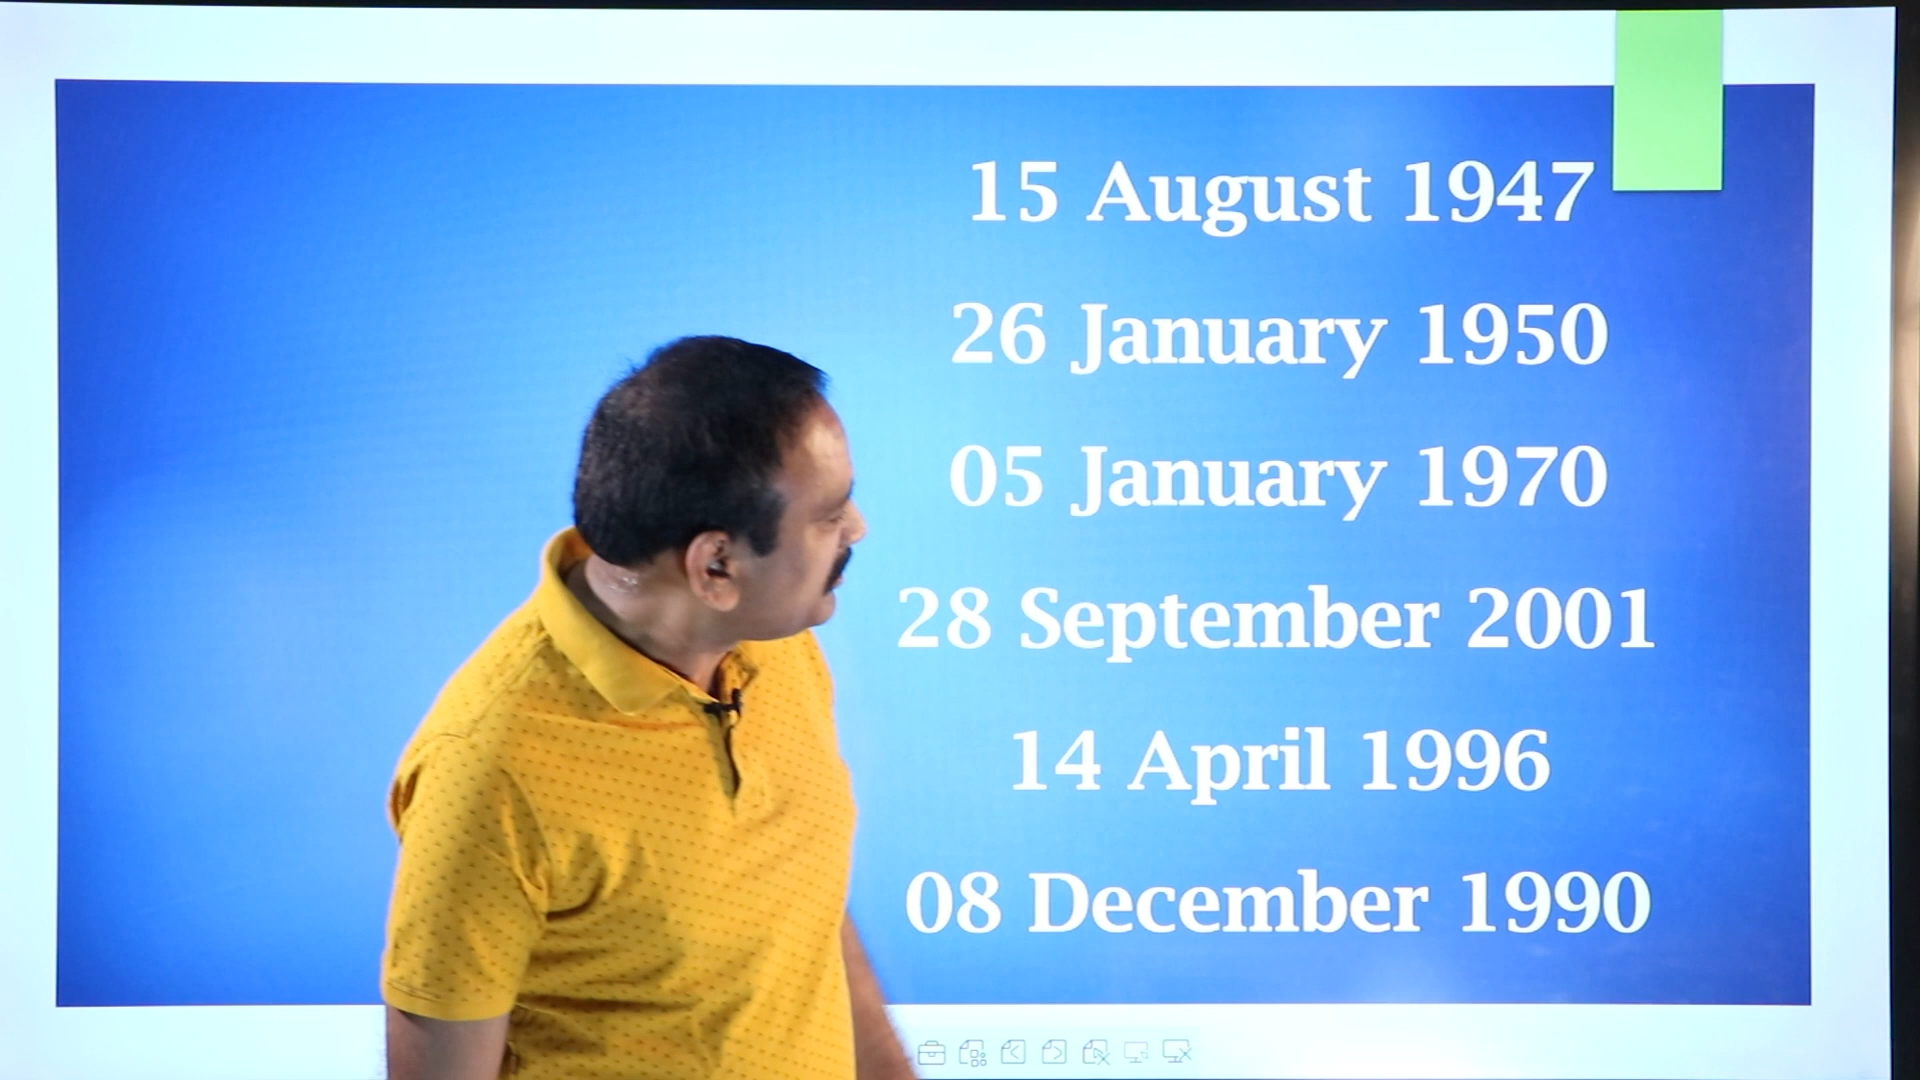 15 August 1947
26 January 1950
05 January 1970
28 September 2001
14 April 1996
08 December 1990